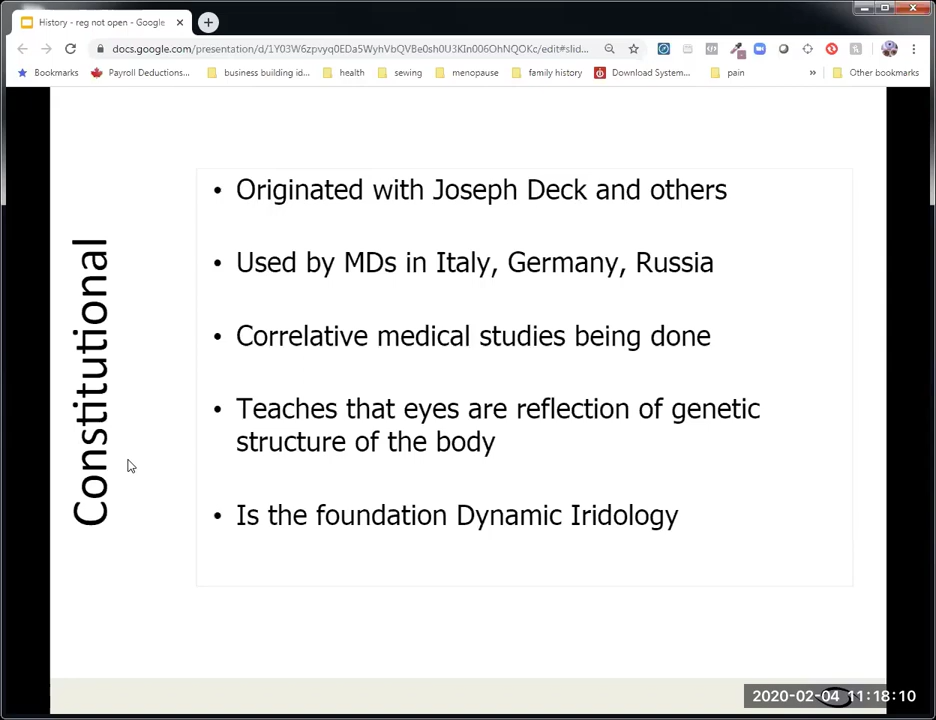 History - reg not open - Google
docs.google.com/presentation/d/1Y03W6zpvyq0EDa5WyhVbQVBe0sh0U3KIn006OhNQOKc/edit#slid...
Bookmarks
Payroll Deductions...
business building id...
health
sewing
menopause
family history
Download System...
pain
»
Other bookmarks
Constitutional
• Originated with Joseph Deck and others
• Used by MDs in Italy, Germany, Russia
• Correlative medical studies being done
• Teaches that eyes are reflection of genetic
structure of the body
• Is the foundation Dynamic Iridology
2020-02-04 11:18:10